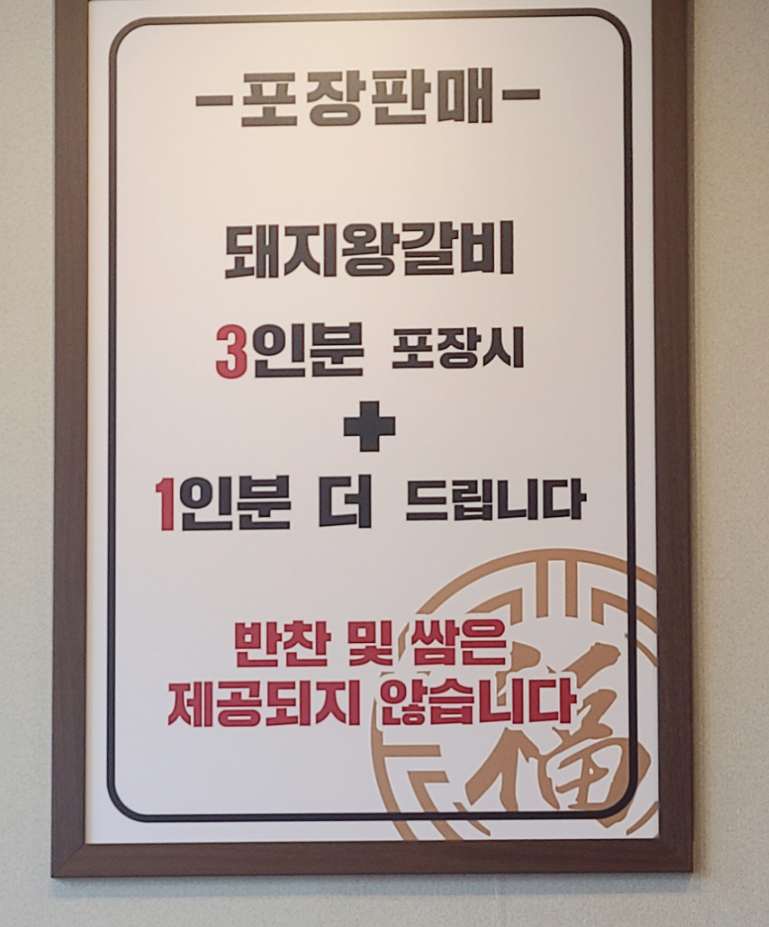 -포장판매-
돼지왕갈비
3인분 포장시
+
1인분 더 드립니다
반찬 및 쌈은
제공되지 않습니다
福